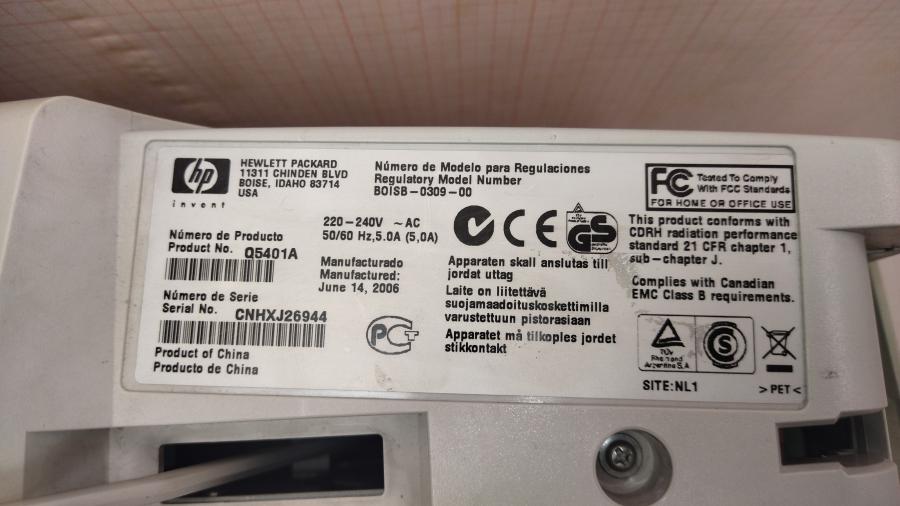 hp
invent
HEWLETT PACKARD
11311 CHINDEN BLVD
BOISE, IDAHO 83714
USA
Número de Modelo para Regulaciones
Regulatory Model Number
BOISB-0309-00
220-240V ~ AC
50/60 Hz,5.0A (5,0A)
Número de Producto
Product No. Q5401A
Manufacturado
Manufactured:
June 14, 2006
Número de Serie
Serial No. CNHXJ26944
Product of China
Producto de China
PCT
CE
GS
Apparaten skall anslutas till
jordat uttag
Laite on liitettävä
suojamaadoituskoskettimilla
varustettuun pistorasiaan
Apparatet må tilkoples jordet
stikkontakt
FC Tested To Comply
With FCC Standards
FOR HOME OR OFFICE USE
This product conforms with
CDRH radiation performance
standard 21 CFR chapter 1,
sub-chapter J.
Complies with Canadian
EMC Class B requirements.
TÜV
Rheinland
Argentina S.A
S
SITE:NL1
>PET<